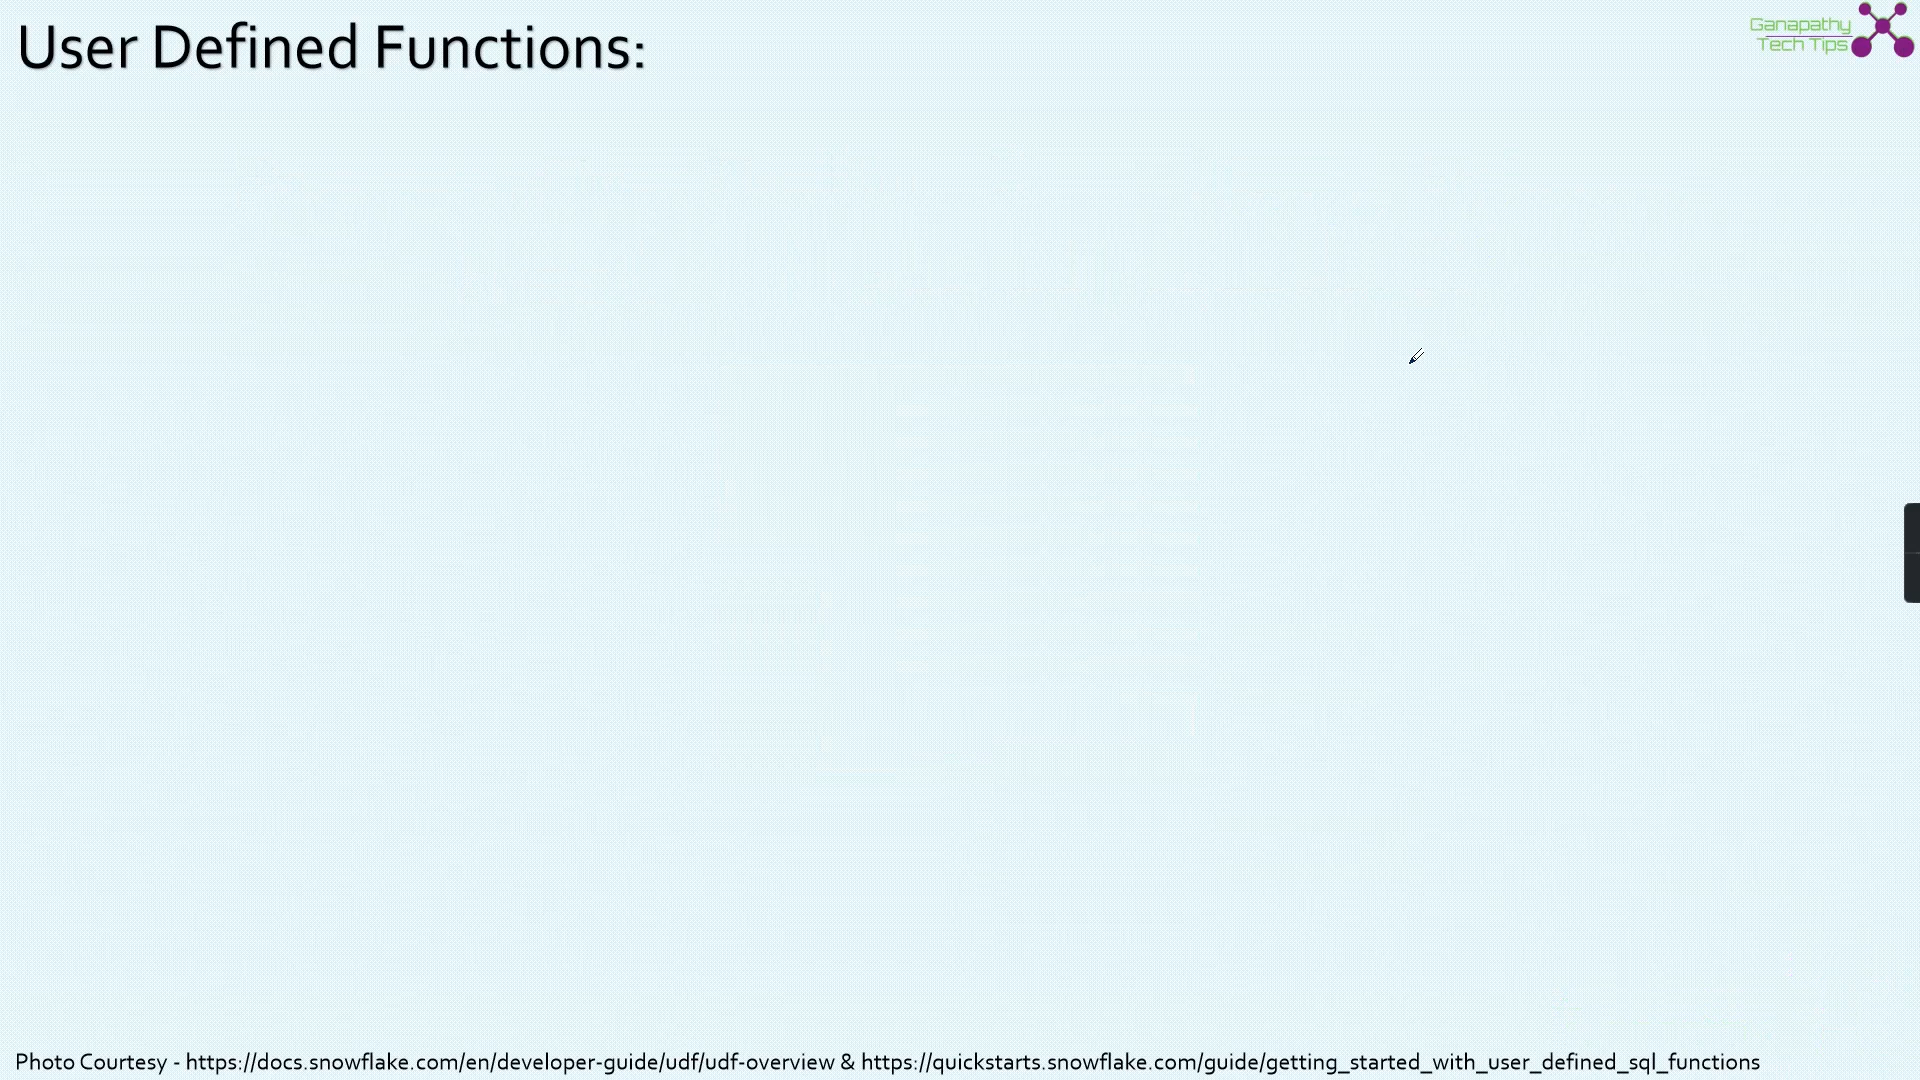 User Defined Functions:
Ganapathy
Tech Tips
Photo Courtesy - https://docs.snowflake.com/en/developer-guide/udf/udf-overview & https://quickstarts.snowflake.com/guide/getting_started_with_user_defined_sql_functions